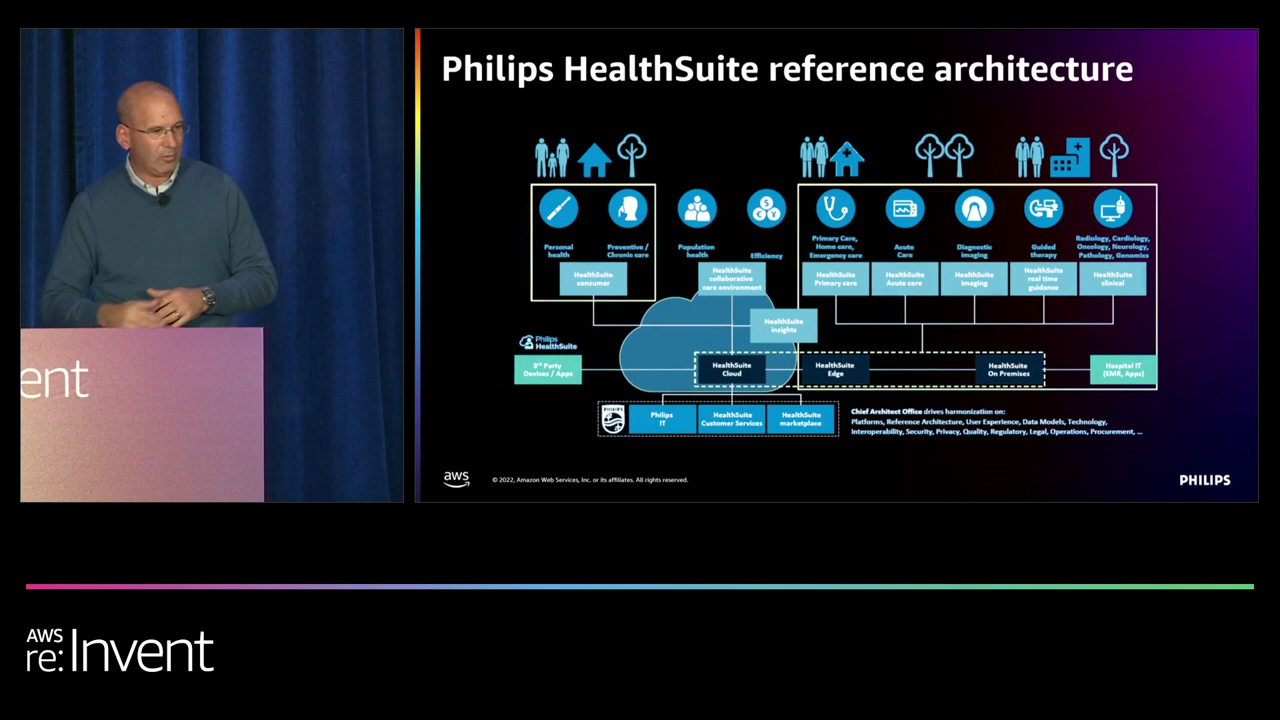 Philips HealthSuite reference architecture
Personal
health
Preventive /
Chronic care
Population
health
Efficiency
Primary Care,
Home care,
Emergency care
Acute
Care
Diagnostic
imaging
Guided
therapy
Radiology, Cardiology,
Oncology, Neurology,
Pathology, Genomics
HealthSuite
consumer
HealthSuite
collaborative
care environment
HealthSuite
Primary care
HealthSuite
Acute care
HealthSuite
imaging
HealthSuite
real time
guidance
HealthSuite
clinical
HealthSuite
insights
Philips
HealthSuite
3rd Party
Devices / Apps
HealthSuite
Cloud
HealthSuite
Edge
HealthSuite
On Premises
Hospital IT
(EMR, Apps)
PHILIPS
Philips
IT
HealthSuite
Customer Services
HealthSuite
marketplace
Chief Architect Office drives harmonization on:
Platforms, Reference Architecture, User Experience, Data Models, Technology,
Interoperability, Security, Privacy, Quality, Regulatory, Legal, Operations, Procurement, ...
aws
© 2022, Amazon Web Services, Inc. or its affiliates. All rights reserved.
PHILIPS
ent
AWS
re:Invent